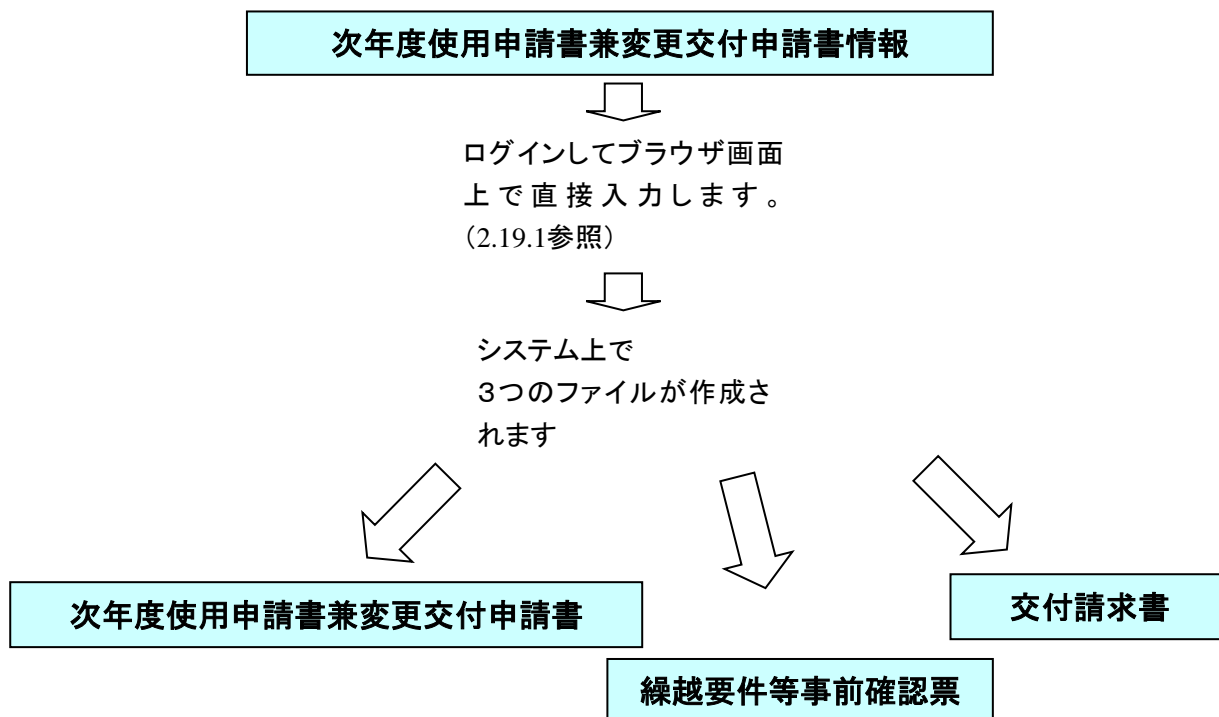 次年度使用申請書兼変更交付申請書情報
ログインしてブラウザ画面
上で直接入力します。
（2.19.1参照）
システム上で
３つのファイルが作成さ
れます
次年度使用申請書兼変更交付申請書
交付請求書
繰越要件等事前確認票